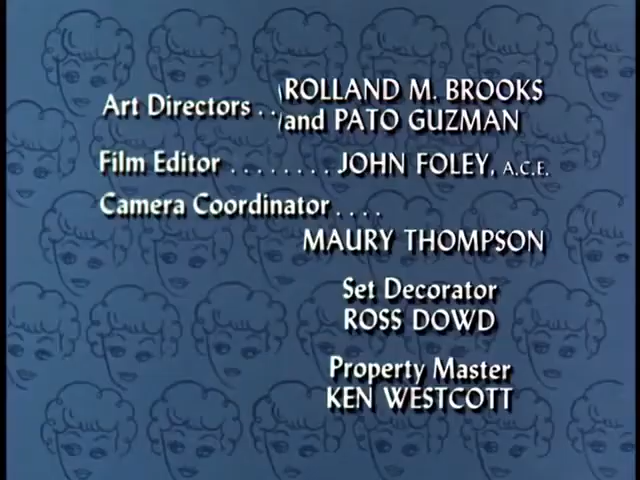 Art Directors . . ROLLAND M. BROOKS
and PATO GUZMAN
Film Editor . . . . . . . . JOHN FOLEY, A.C.E.
Camera Coordinator . . . .
MAURY THOMPSON
Set Decorator
ROSS DOWD
Property Master
KEN WESTCOTT